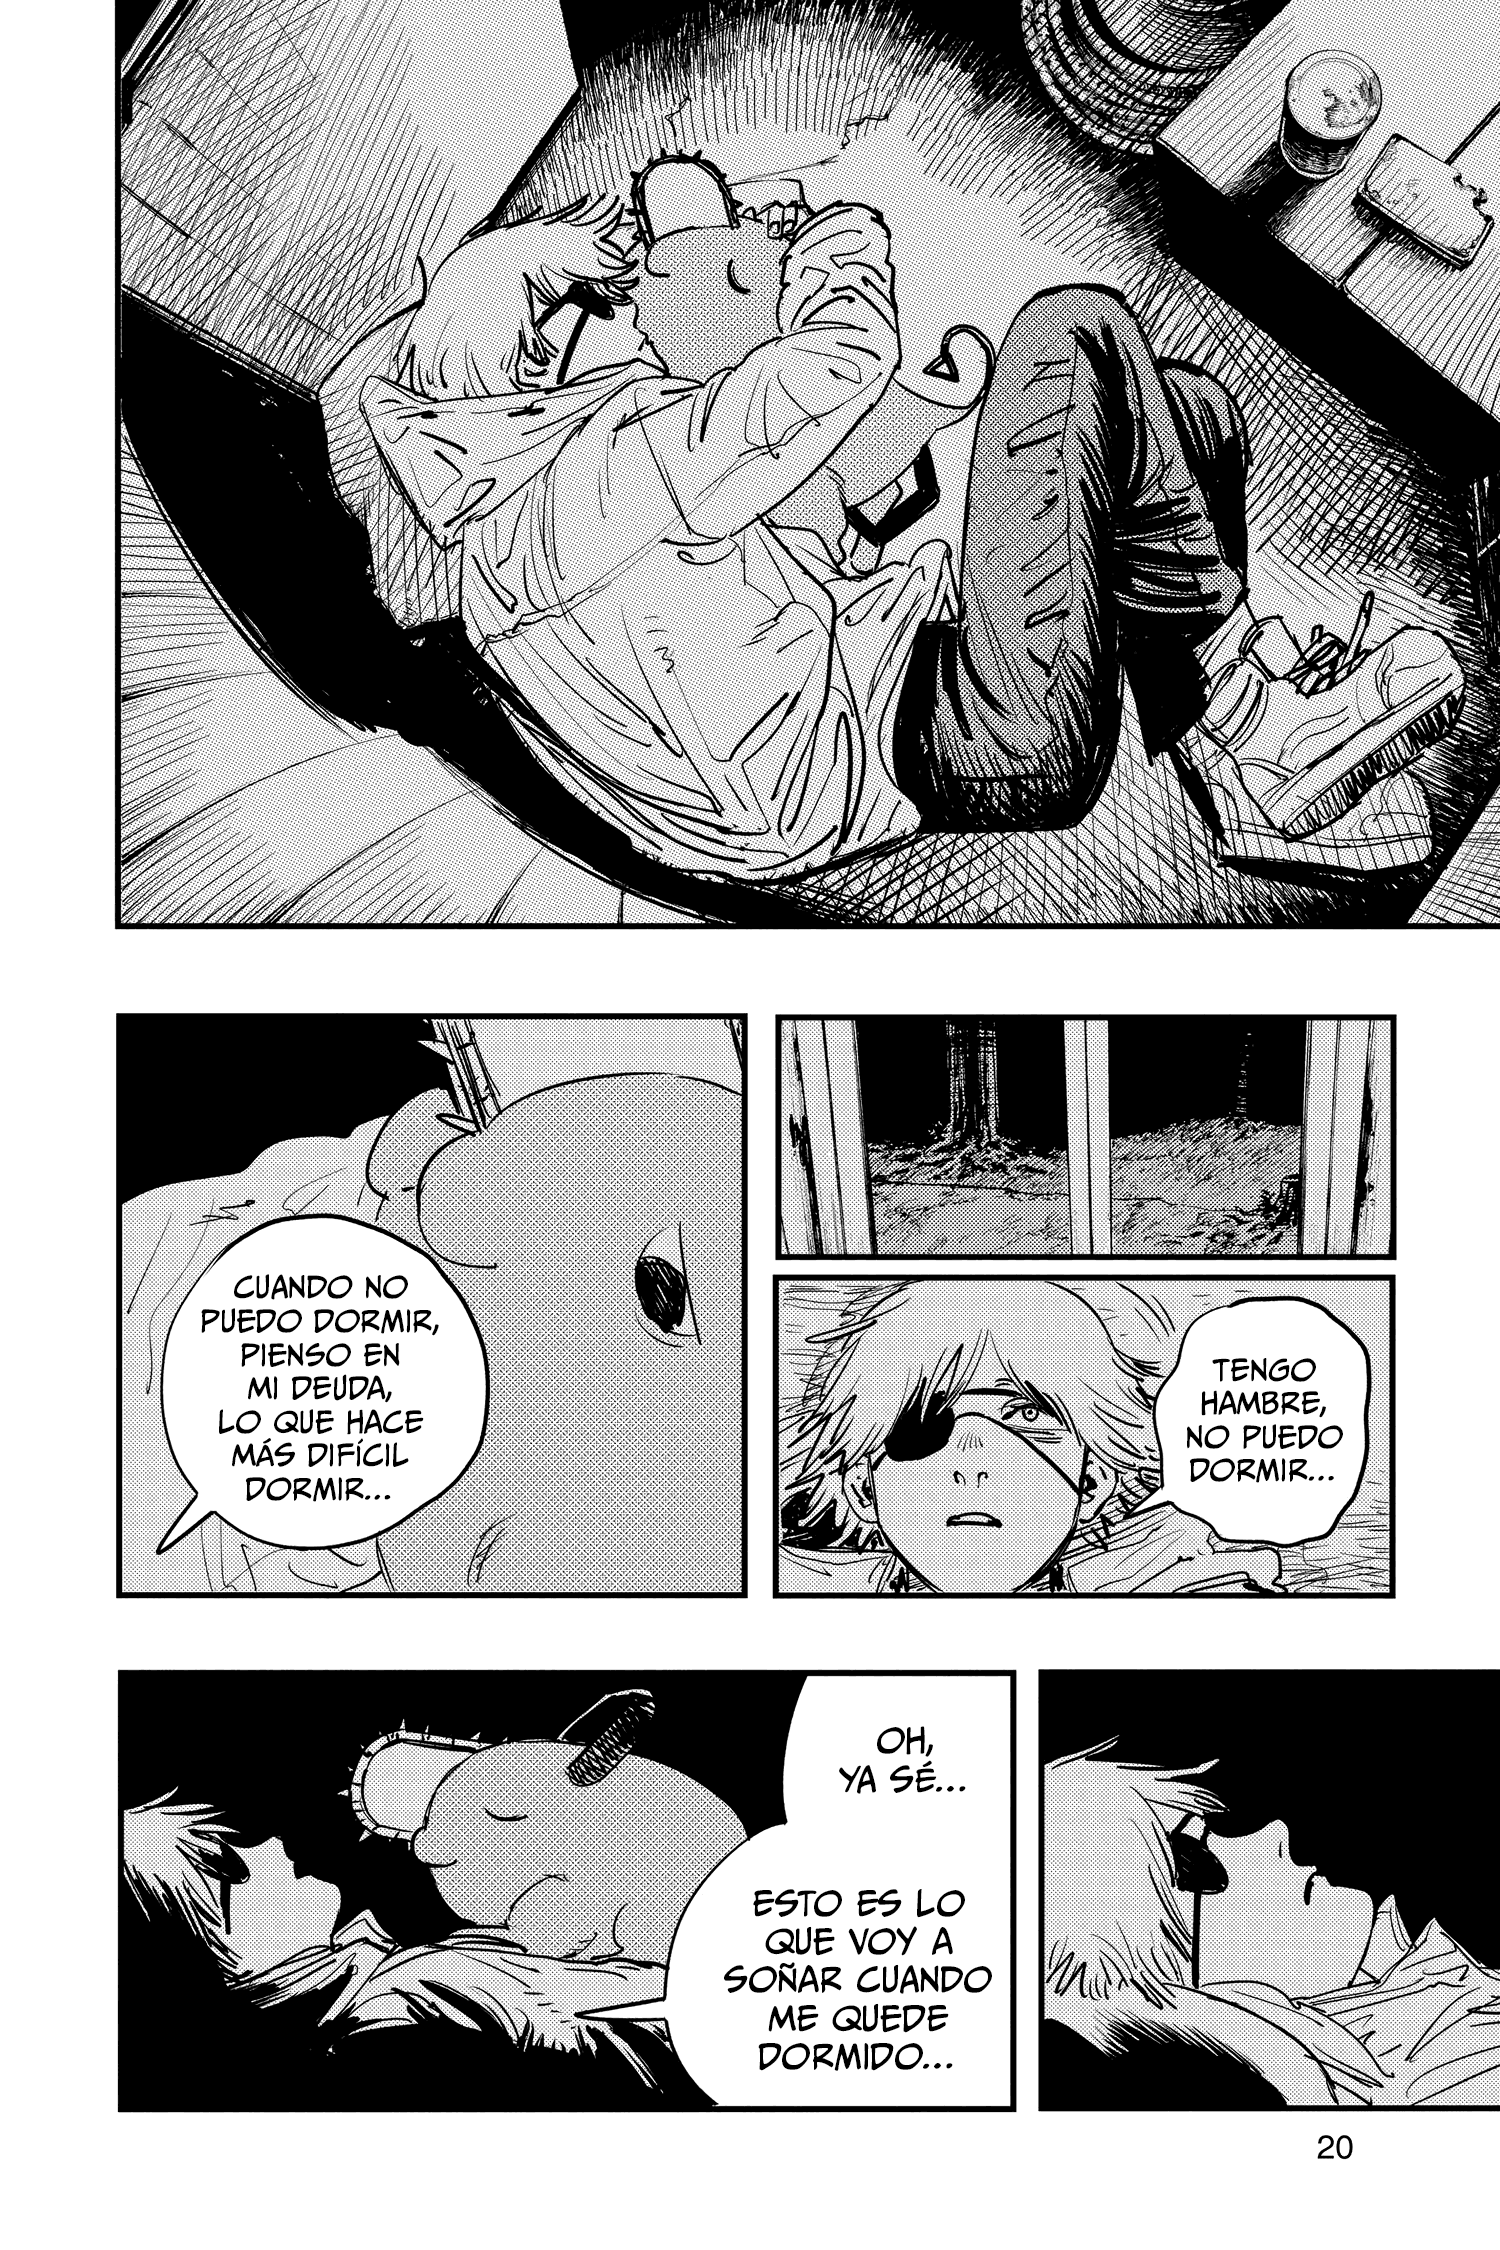 TENGO
HAMBRE,
NO PUEDO
DORMIR...
CUANDO NO
PUEDO DORMIR,
PIENSO EN
MI DEUDA,
LO QUE HACE
MÁS DIFÍCIL
DORMIR...
OH,
YA SÉ...
ESTO ES LO
QUE VOY A
SOÑAR CUANDO
ME QUEDE
DORMIDO...
20